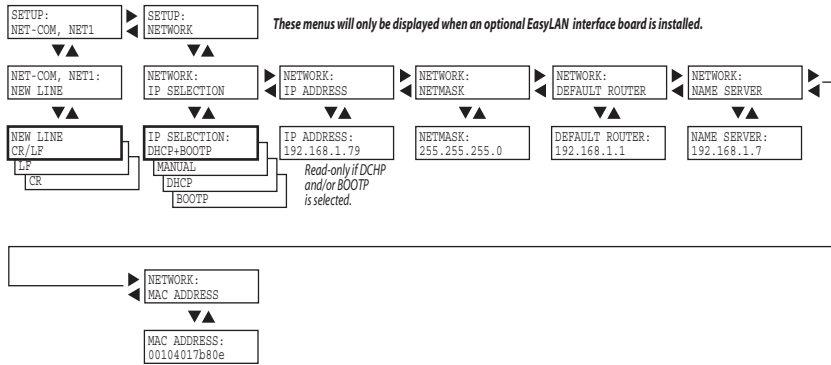 SETUP:
NET-COM, NET1
SETUP:
NETWORK
These menus will only be displayed when an optional EasyLAN interface board is installed.
NET-COM, NET1:
NEW LINE
NETWORK:
IP SELECTION
NETWORK:
IP ADDRESS
NETWORK:
NETMASK
NETWORK:
DEFAULT ROUTER
NETWORK:
NAME SERVER
NEW LINE
CR/LF
LF
CR
IP SELECTION:
DHCP+BOOTP
MANUAL
DHCP
BOOTP
IP ADDRESS:
192.168.1.79
Read-only if DCHP
and/or BOOTP
is selected.
NETMASK:
255.255.255.0
DEFAULT ROUTER:
192.168.1.1
NAME SERVER:
192.168.1.7
NETWORK:
MAC ADDRESS
MAC ADDRESS:
00104017b80e